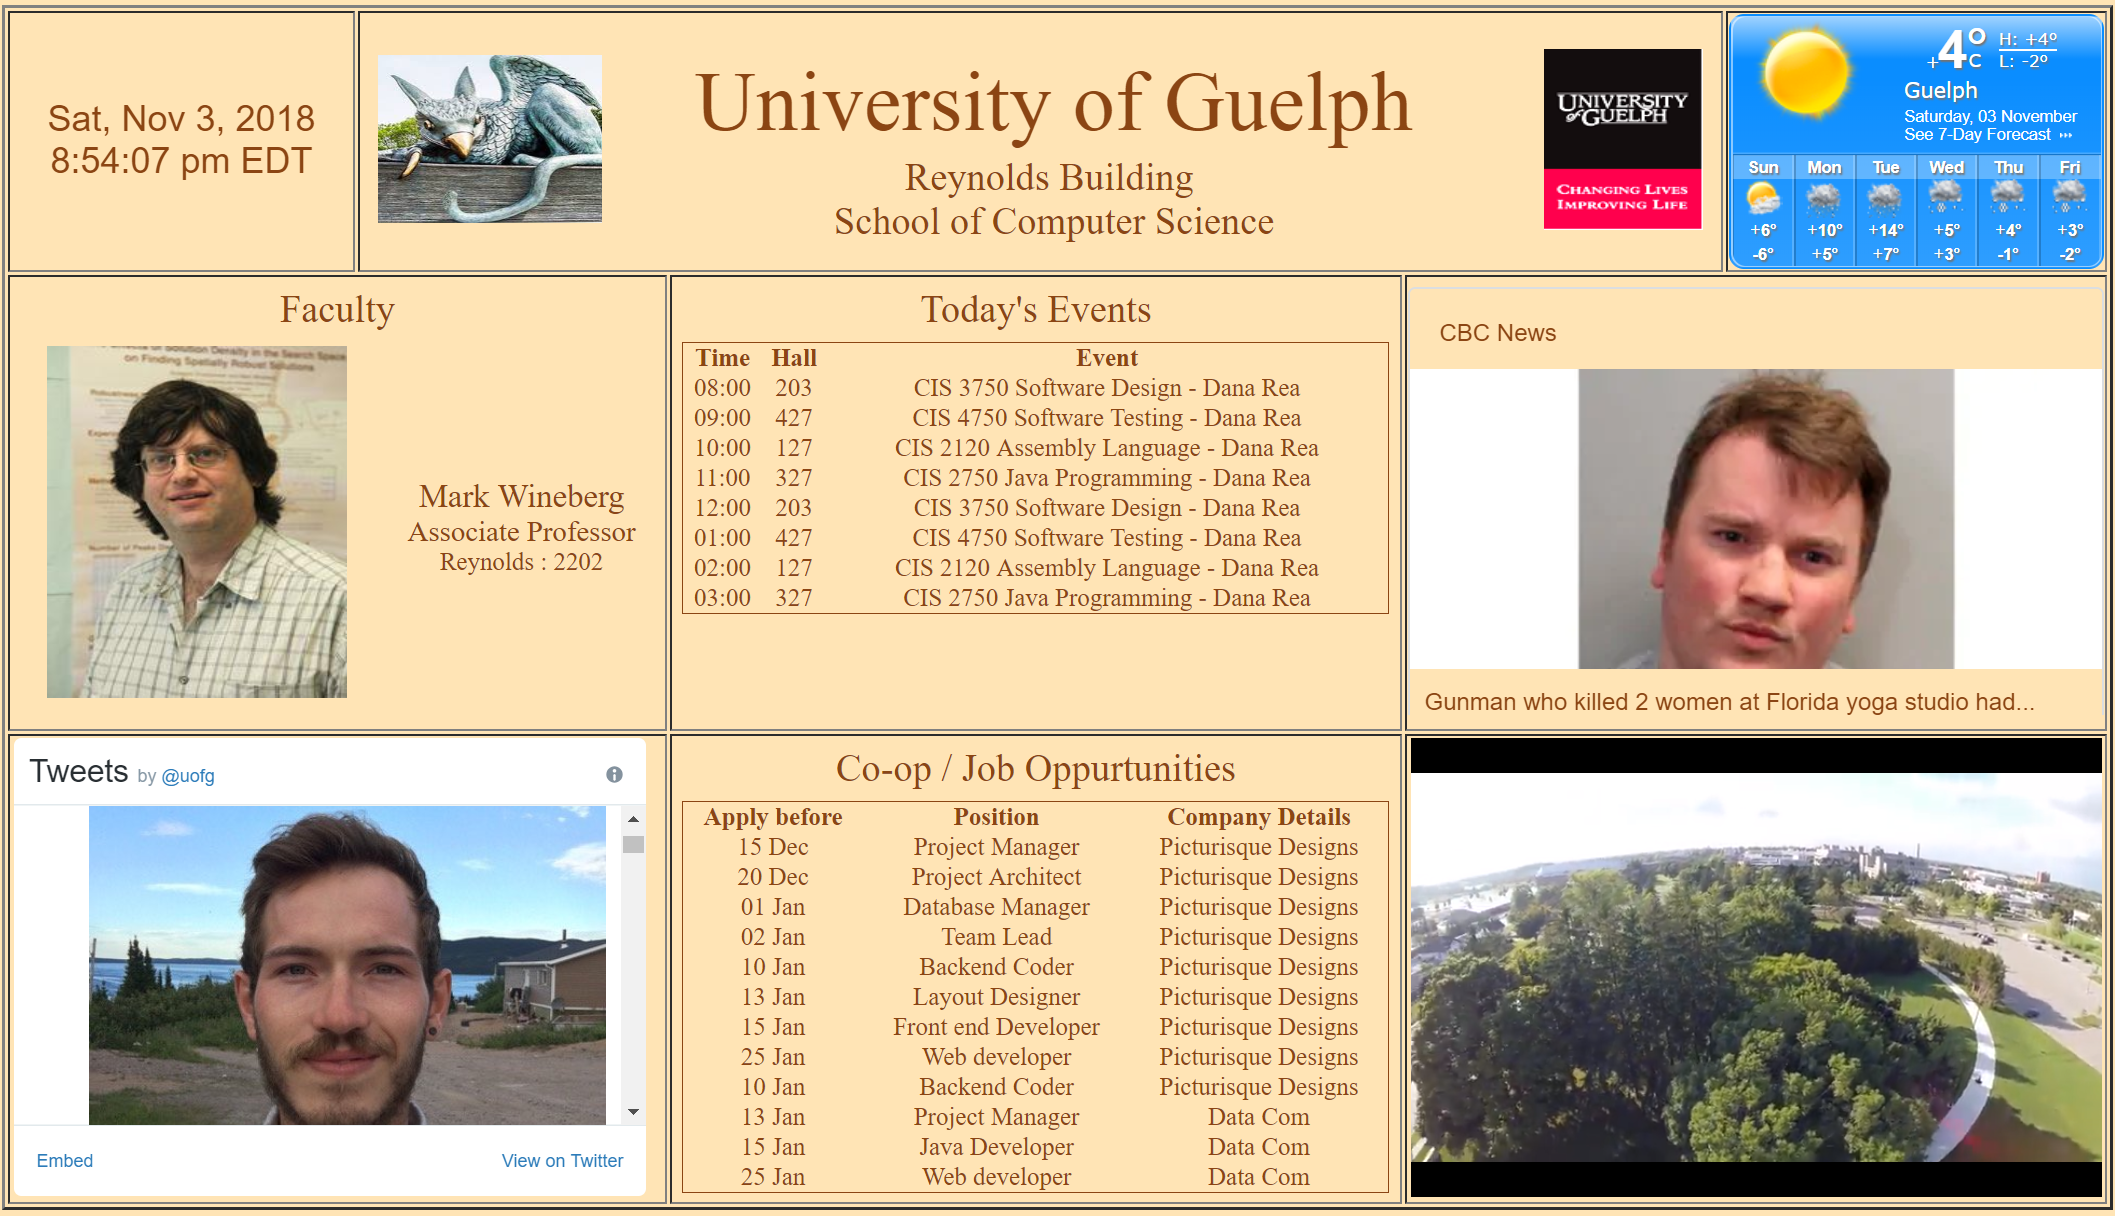 Sat, Nov 3, 2018
8:54:07 pm EDT
University of Guelph
Reynolds Building
School of Computer Science
UNIVERSITY
of GUELPH
CHANGING LIVES
IMPROVING LIFE
+4°C
H: +4°
L: -2°
Guelph
Saturday, 03 November
See 7-Day Forecast
Sun Mon Tue Wed Thu Fri
+6° +10° +14° +5° +4° +3°
-6° +5° +7° +3° -1° -2°
Faculty
on Finding Spatially Robust Solutions
Mark Wineberg
Associate Professor
Reynolds : 2202
Today's Events
Time Hall Event
08:00 203 CIS 3750 Software Design - Dana Rea
09:00 427 CIS 4750 Software Testing - Dana Rea
10:00 127 CIS 2120 Assembly Language - Dana Rea
11:00 327 CIS 2750 Java Programming - Dana Rea
12:00 203 CIS 3750 Software Design - Dana Rea
01:00 427 CIS 4750 Software Testing - Dana Rea
02:00 127 CIS 2120 Assembly Language - Dana Rea
03:00 327 CIS 2750 Java Programming - Dana Rea
CBC News
Gunman who killed 2 women at Florida yoga studio had...
Tweets by @uofg
Embed
View on Twitter
Co-op / Job Oppurtunities
Apply before Position Company Details
15 Dec Project Manager Picturisque Designs
20 Dec Project Architect Picturisque Designs
01 Jan Database Manager Picturisque Designs
02 Jan Team Lead Picturisque Designs
10 Jan Backend Coder Picturisque Designs
13 Jan Layout Designer Picturisque Designs
15 Jan Front end Developer Picturisque Designs
25 Jan Web developer Picturisque Designs
10 Jan Backend Coder Picturisque Designs
13 Jan Project Manager Data Com
15 Jan Java Developer Data Com
25 Jan Web developer Data Com